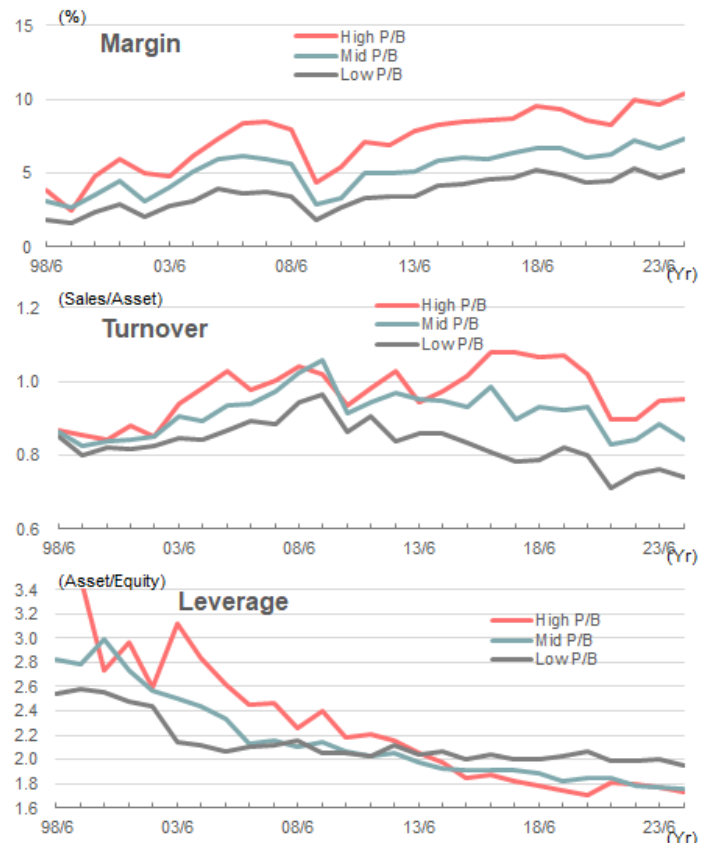 (%)
Margin
High P/B
Mid P/B
Low P/B
15
10
5
0
98/6 03/6 08/6 13/6 18/6 23/6
(Yr)
(Sales/Asset)
Turnover
High P/B
Mid P/B
Low P/B
1.2
1.0
0.8
0.6
98/6 03/6 08/6 13/6 18/6 23/6
(Yr)
(Asset/Equity)
Leverage
High P/B
Mid P/B
Low P/B
3.4
3.2
3.0
2.8
2.6
2.4
2.2
2.0
1.8
1.6
98/6 03/6 08/6 13/6 18/6 23/6
(Yr)